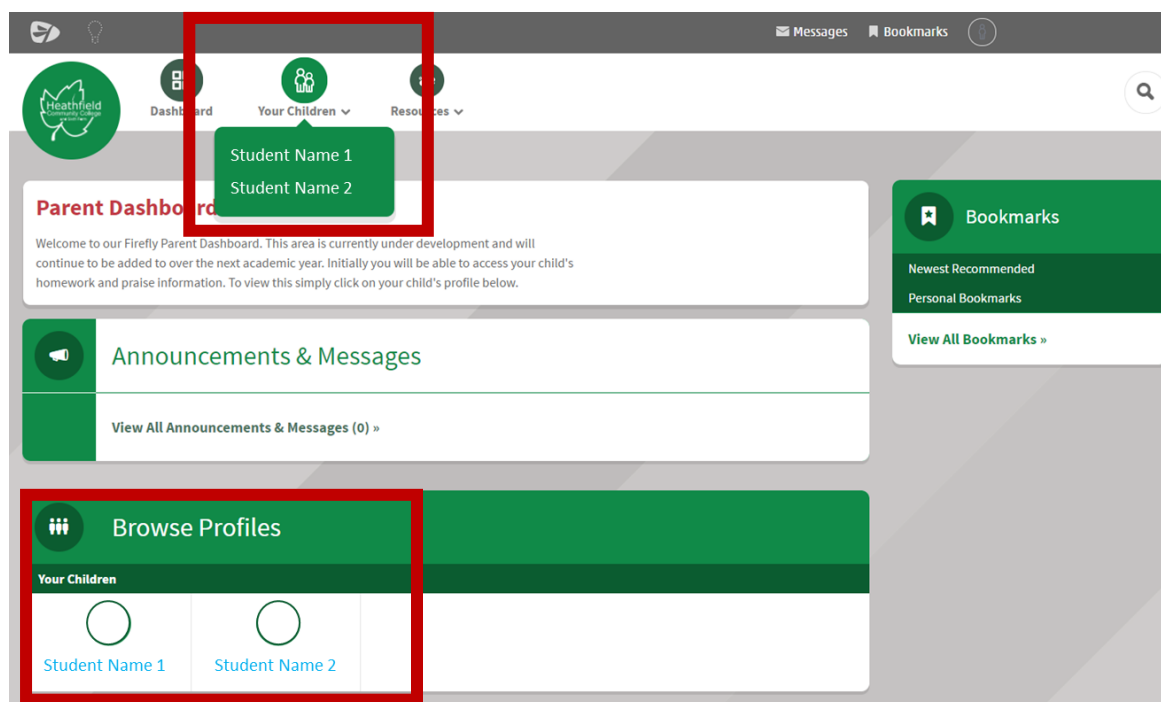 Messages
Bookmarks
Heathfield
Community College
Dashboard
Your Children
Resources
Student Name 1
Student Name 2
Parent Dashboard
Welcome to our Firefly Parent Dashboard. This area is currently under development and will
continue to be added to over the next academic year. Initially you will be able to access your child's
homework and praise information. To view this simply click on your child's profile below.
Bookmarks
Newest Recommended
Personal Bookmarks
View All Bookmarks »
Announcements & Messages
View All Announcements & Messages (0) »
Browse Profiles
Your Children
Student Name 1
Student Name 2